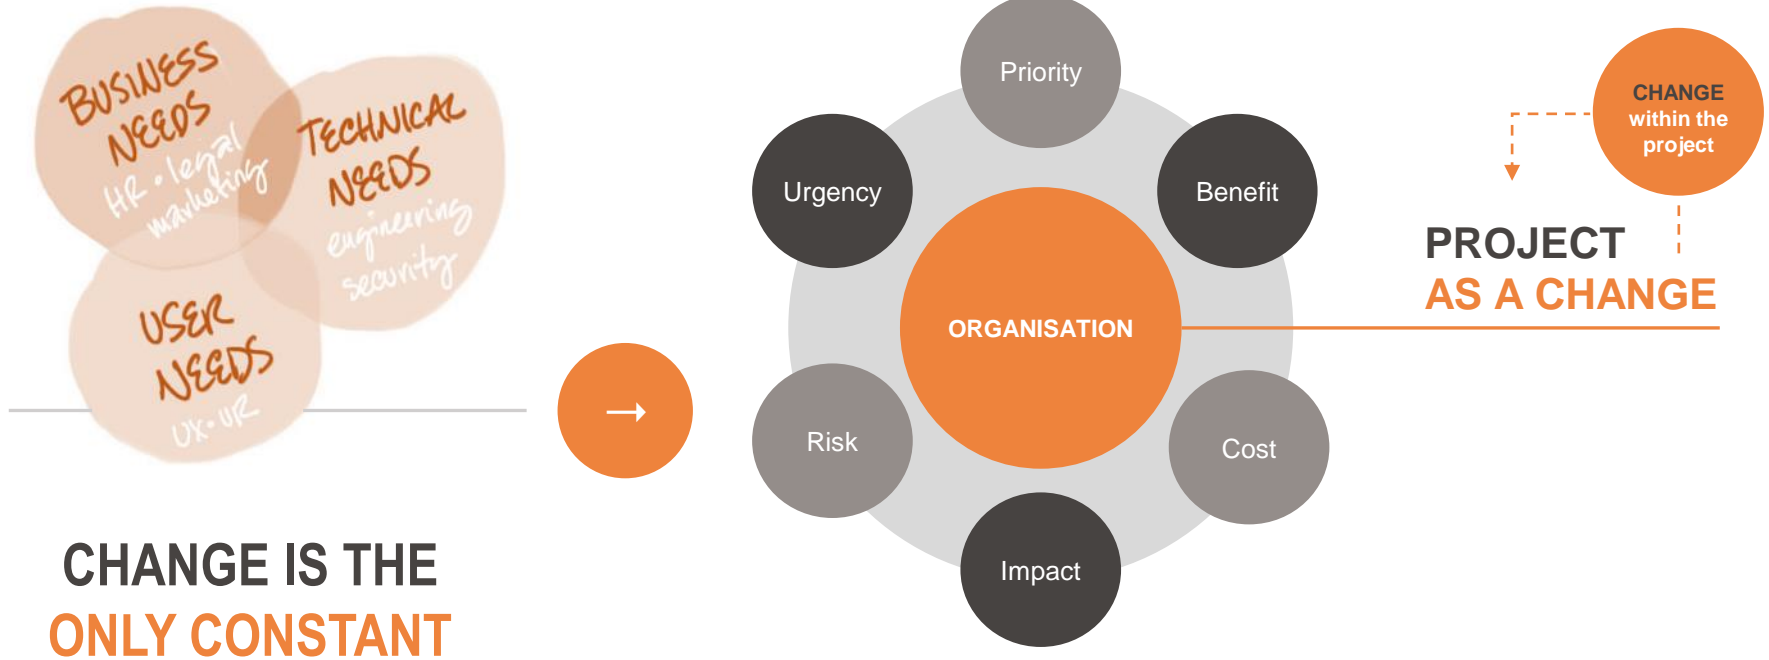 BUSINESS
NEEDS
HR • legal
marketing
TECHNICAL
NEEDS
engineering
security
USER
NEEDS
UX • UR
CHANGE IS THE
ONLY CONSTANT
→
Priority
Urgency
Benefit
ORGANISATION
Risk
Cost
Impact
CHANGE
within the
project
PROJECT
AS A CHANGE